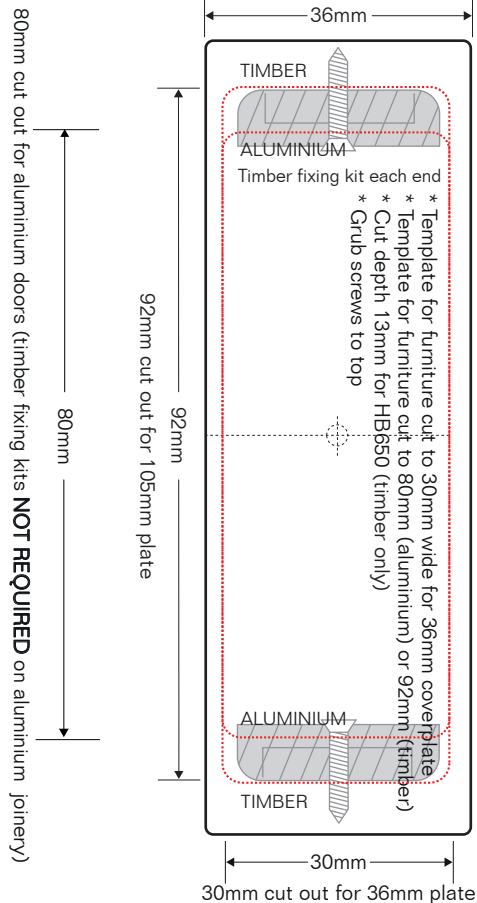 36mm
TIMBER
ALUMINIUM
Timber fixing kit each end
* Template for furniture cut to 30mm wide for 36mm coverplate
* Template for furniture cut to 80mm (aluminium) or 92mm (timber)
* Cut depth 13mm for HB650 (timber only)
* Grub screws to top
92mm
92mm cut out for 105mm plate
80mm
80mm cut out for aluminium doors (timber fixing kits NOT REQUIRED on aluminium joinery)
ALUMINIUM
TIMBER
30mm
30mm cut out for 36mm plate